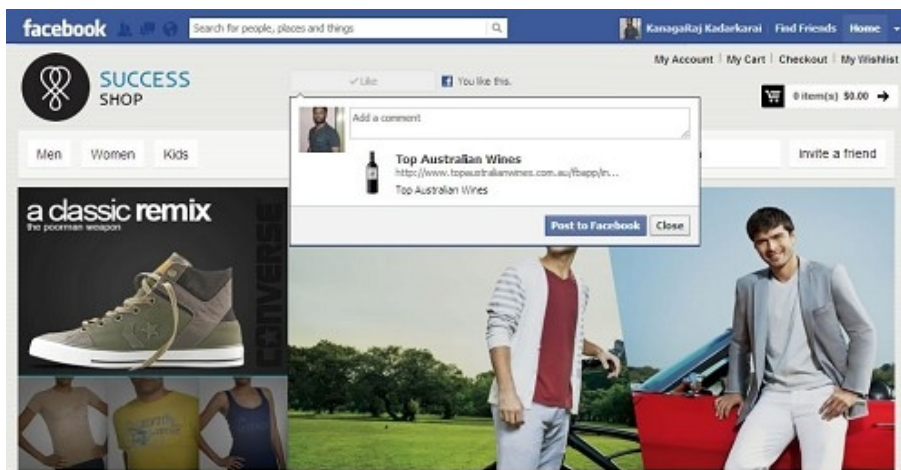 facebook
Search for people, places and things
KanagaRaj Kadarkarai Find Friends Home
My Account My Cart Checkout My Wishlist
SUCCESS
SHOP
Like
You like this.
0 item(s) $0.00
Add a comment
Men Women Kids
Invite a friend
Top Australian Wines
http://www.topaustralianwines.com.au/fbapp/in...
Top Australian Wines
Post to Facebook Close
a classic remix
the poorman weapon
CONVERSE